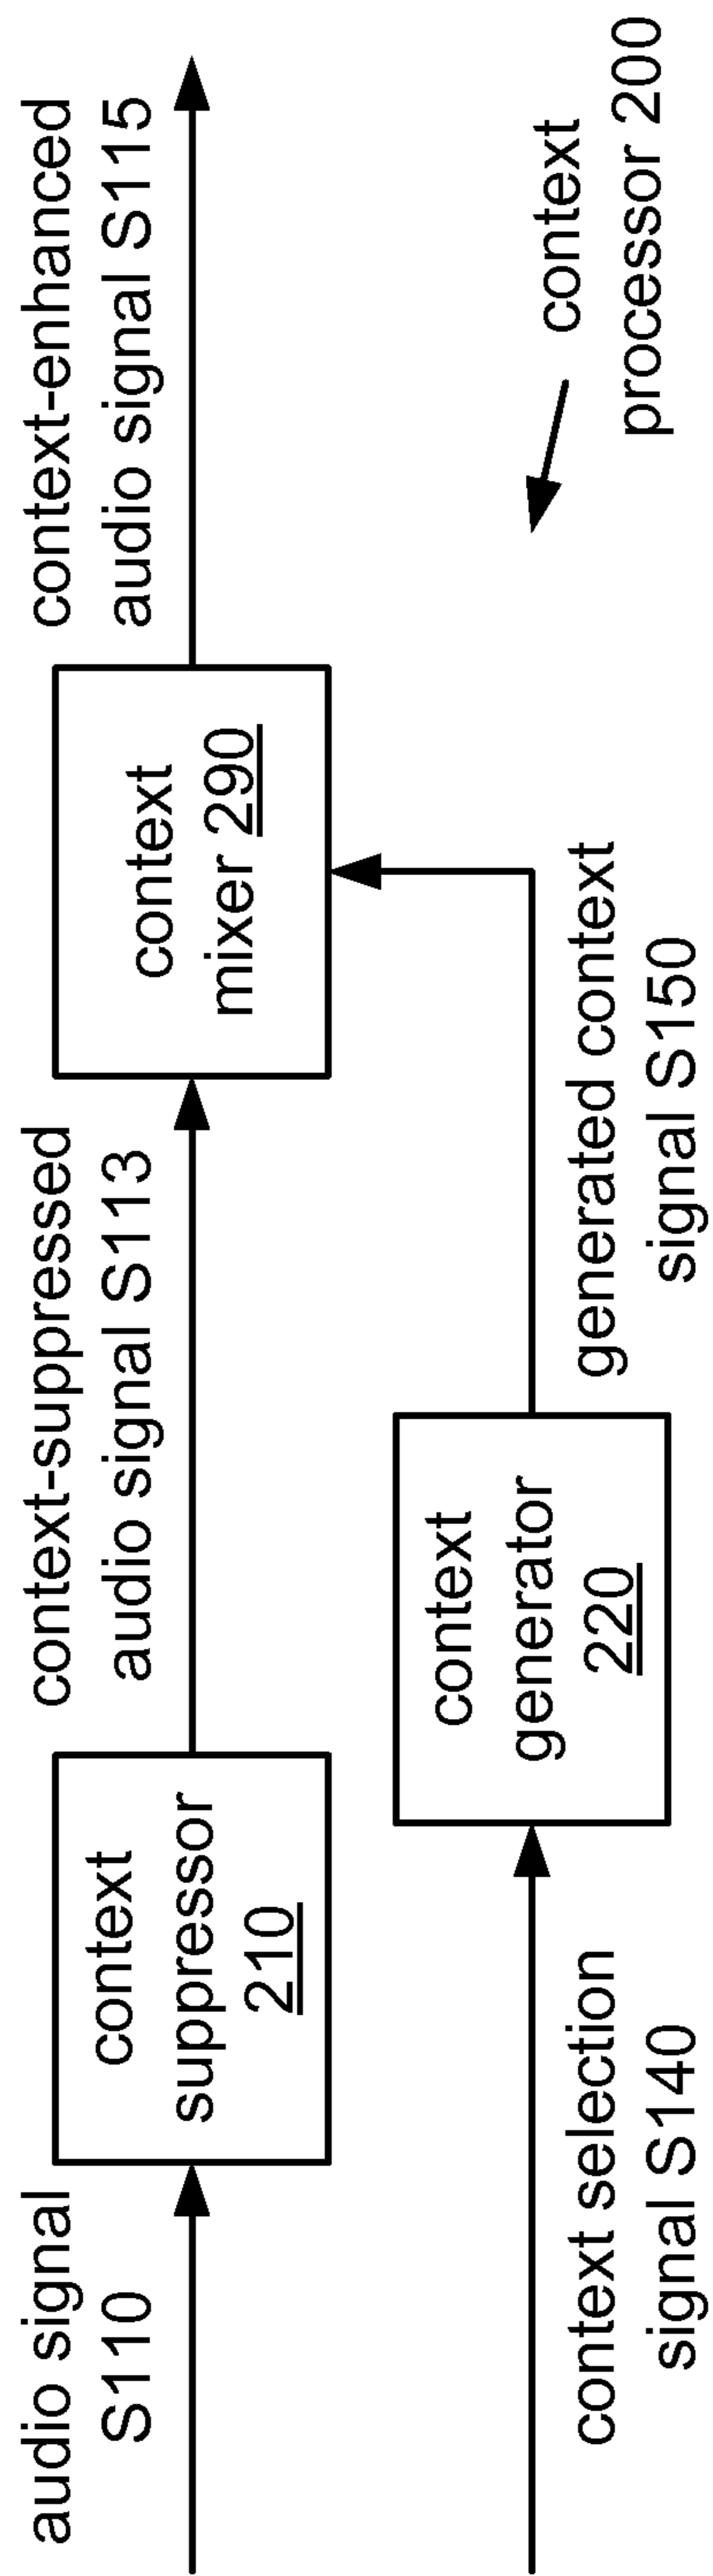 audio signal
S110
context
suppressor
210
context-suppressed
audio signal S113
context
mixer 290
context-enhanced
audio signal S115
context selection
signal S140
context
generator
220
generated context
signal S150
context
processor 200